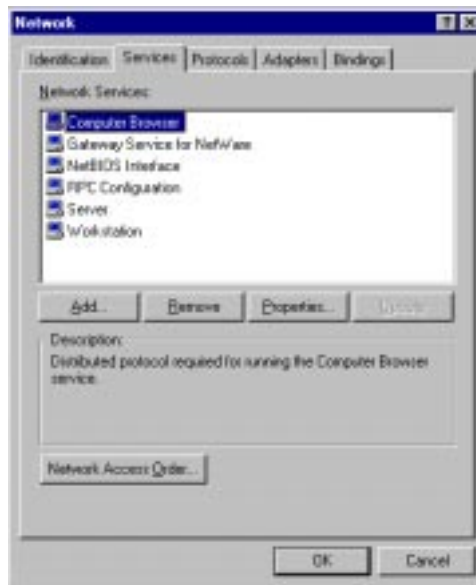 Network
Identification Services Protocols Adapters Bindings
Network Services:
Computer Browser
Gateway Service for NetWare
NetBIOS Interface
RPC Configuration
Server
Workstation
Add... Remove Properties... Update
Description:
Distributed protocol required for running the Computer Browser
service.
Network Access Order...
OK Cancel